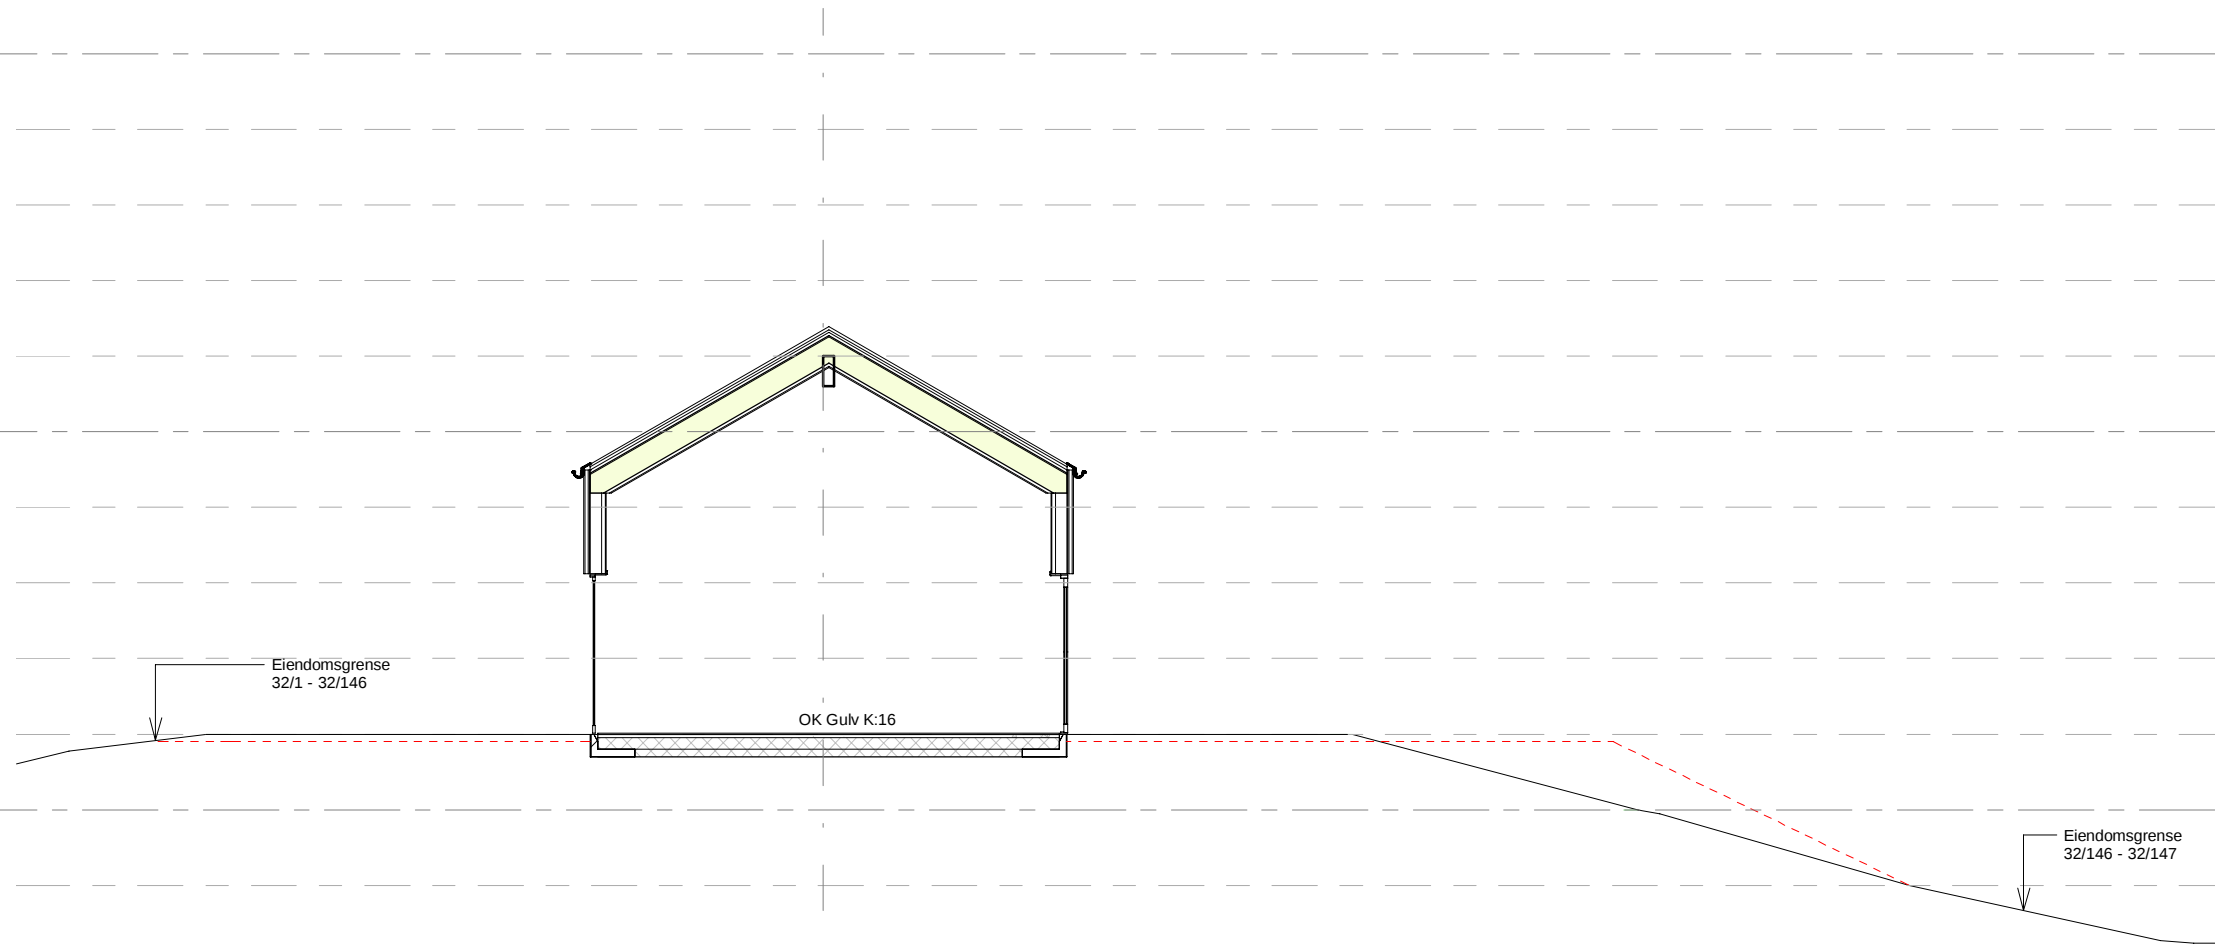 Eiendomsgrense
32/1 - 32/146
OK Gulv K:16
Eiendomsgrense
32/146 - 32/147